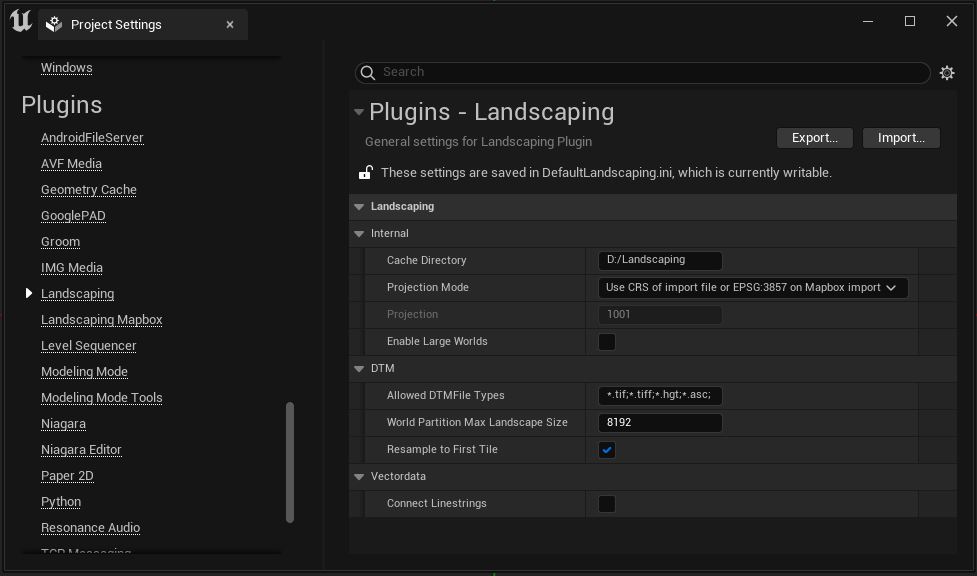 Project Settings
Windows
Plugins
AndroidFileServer
AVF Media
Geometry Cache
GooglePAD
Groom
IMG Media
Landscaping
Landscaping Mapbox
Level Sequencer
Modeling Mode
Modeling Mode Tools
Niagara
Niagara Editor
Paper 2D
Python
Resonance Audio
TCP Messaging
Search
Plugins - Landscaping
General settings for Landscaping Plugin
Export...
Import...
These settings are saved in DefaultLandscaping.ini, which is currently writable.
Landscaping
Internal
Cache Directory
D:/Landscaping
Projection Mode
Use CRS of import file or EPSG:3857 on Mapbox import
Projection
1001
Enable Large Worlds
DTM
Allowed DTMFile Types
*.tif;*.tiff;*.hgt;*.asc;
World Partition Max Landscape Size
8192
Resample to First Tile
Vectordata
Connect Linestrings